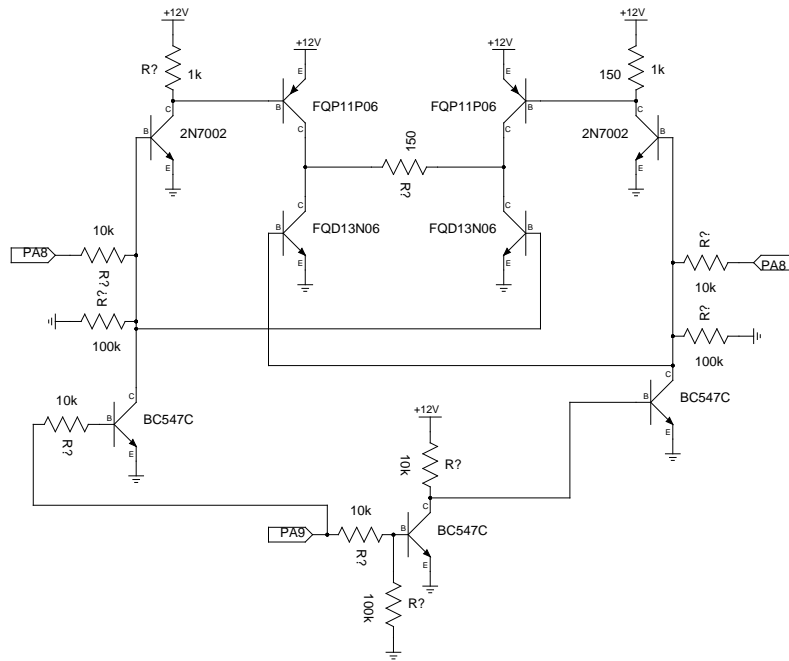 +12V
+12V
+12V
+12V
R?
1k
150
1k
E
E
B
FQP11P06
FQP11P06
B
C
C
C
C
B
2N7002
2N7002
B
E
E
150
R?
C
C
B
FQD13N06
FQD13N06
B
E
E
PA8
10k
R?
R?
10k
PA8
R?
100k
R?
100k
10k
R?
C
B
BC547C
E
C
B
BC547C
E
+12V
10k
R?
PA9
10k
R?
C
B
BC547C
E
100k
R?